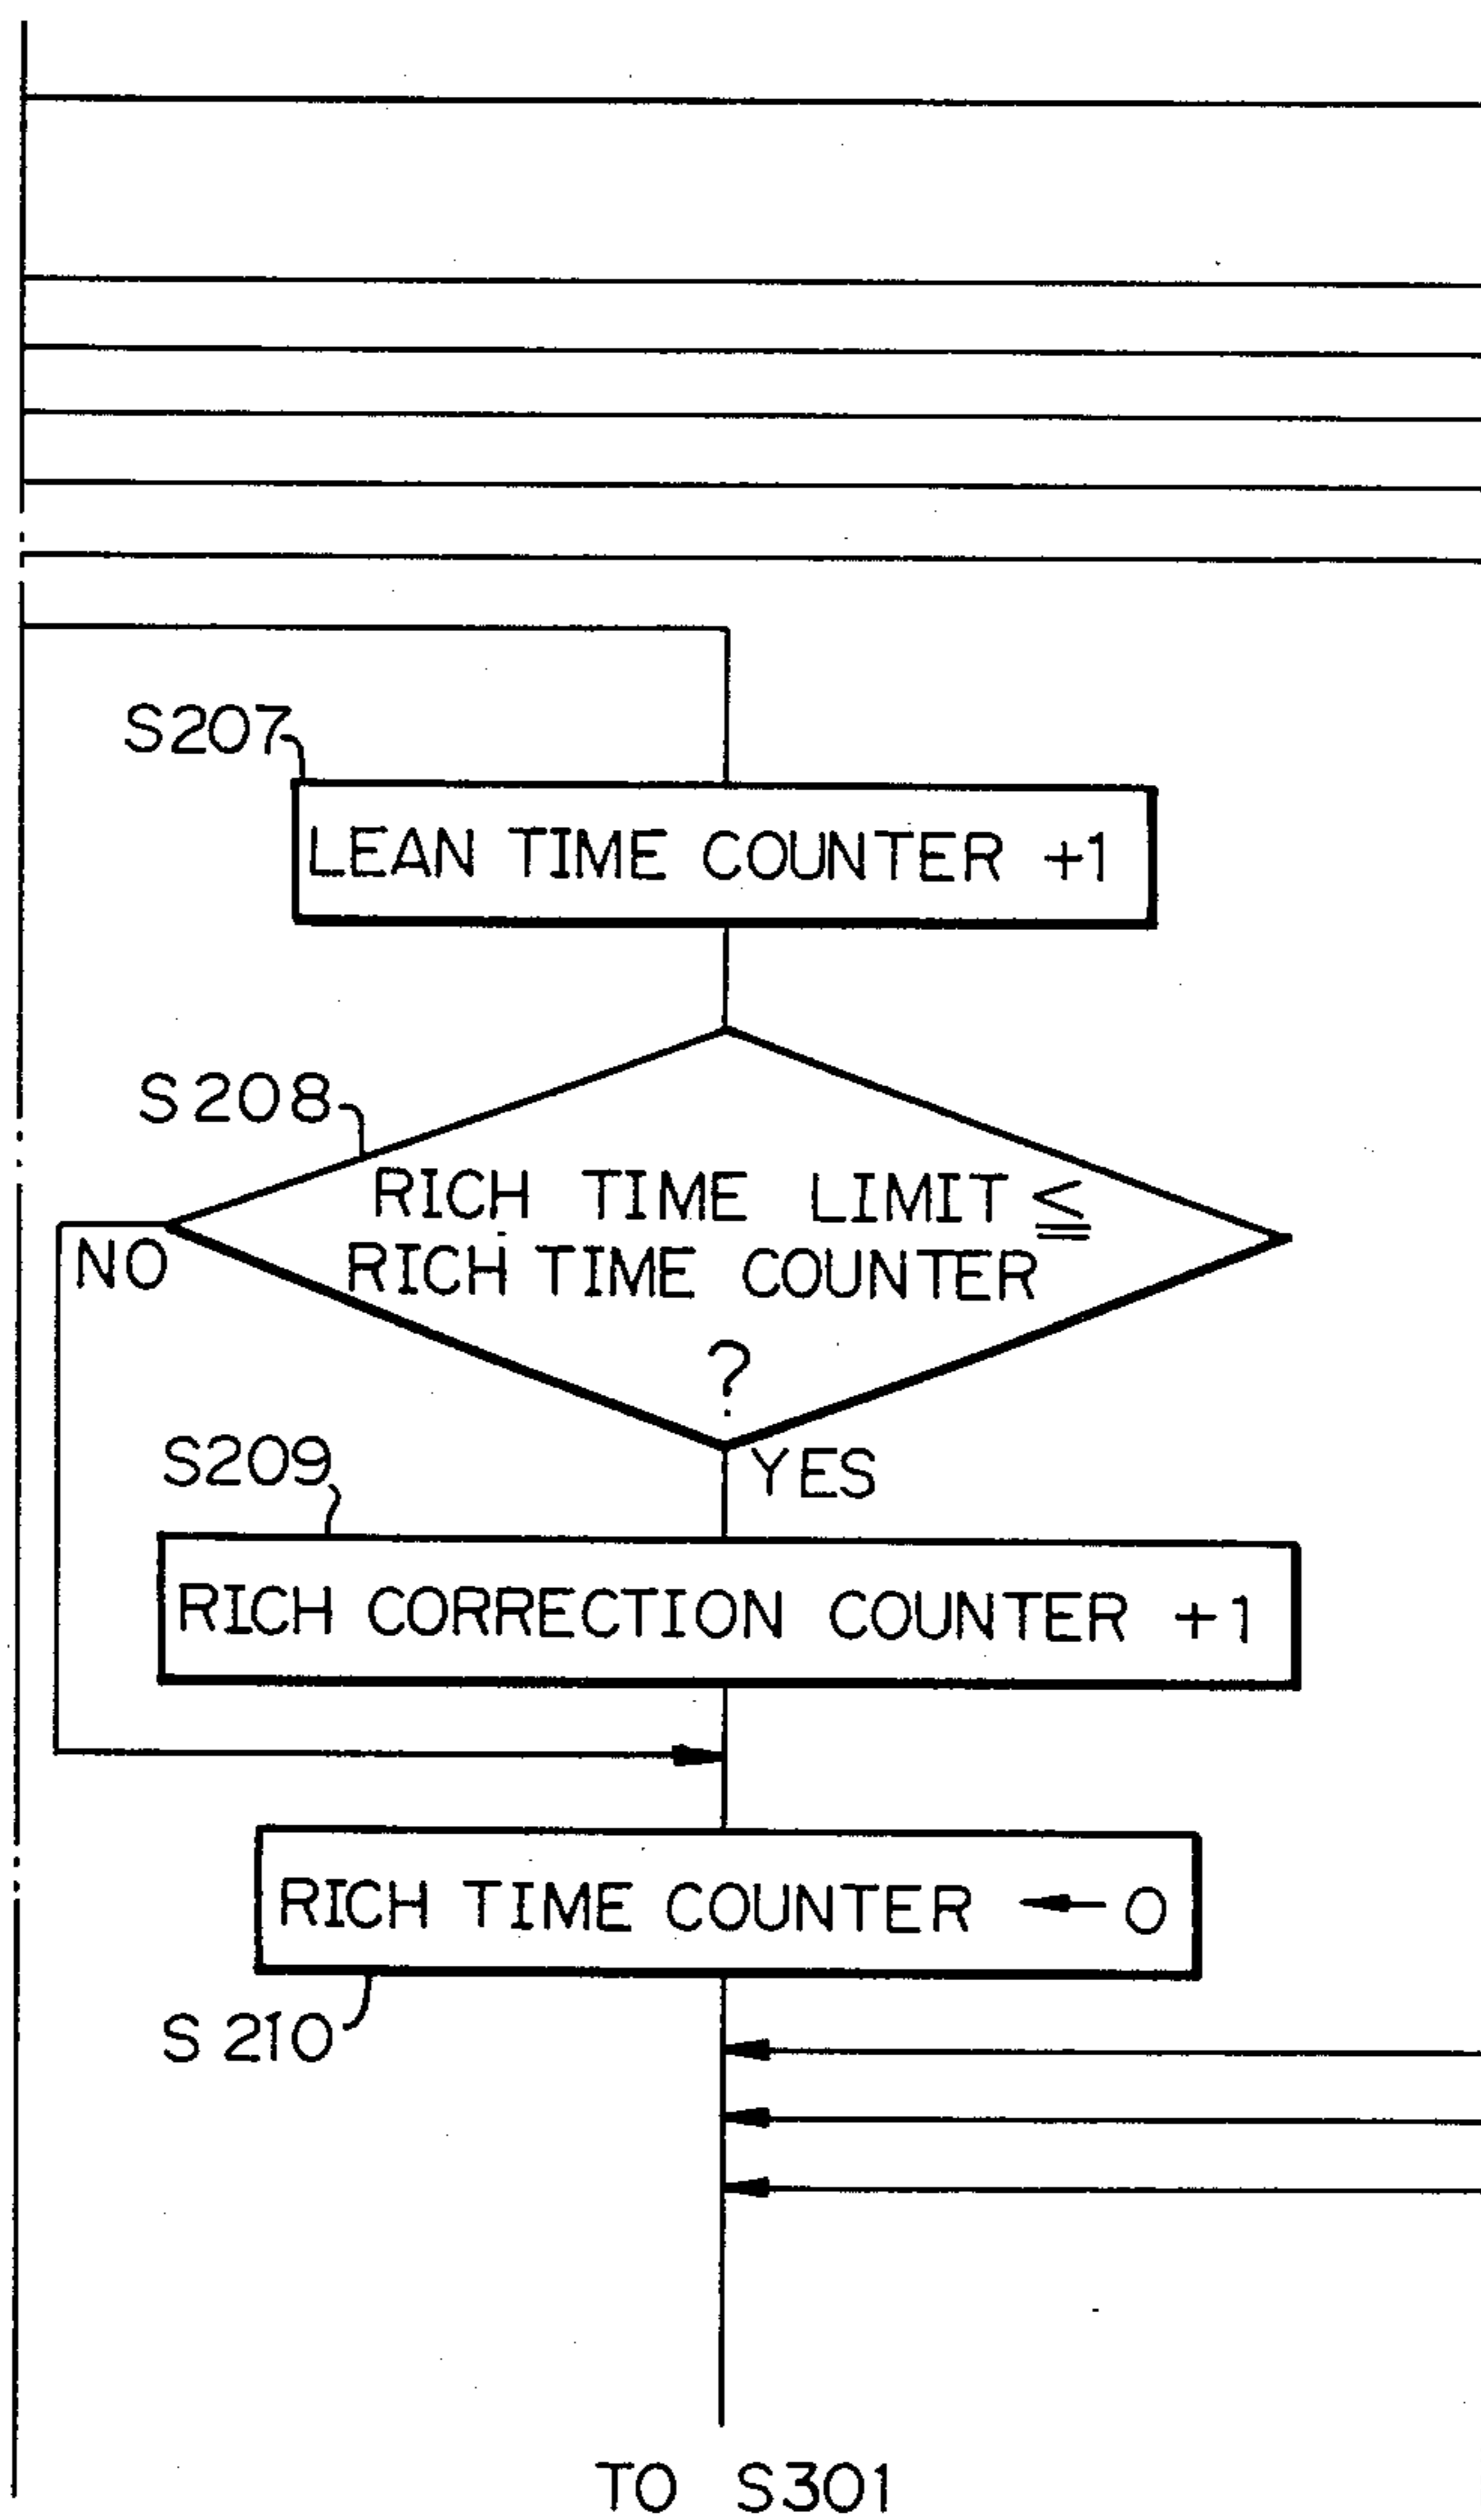 S207
LEAN TIME COUNTER +1
S208
RICH TIME LIMIT ≦
RICH TIME COUNTER
?
NO
YES
S209
RICH CORRECTION COUNTER +1
RICH TIME COUNTER ← 0
S210
TO S301